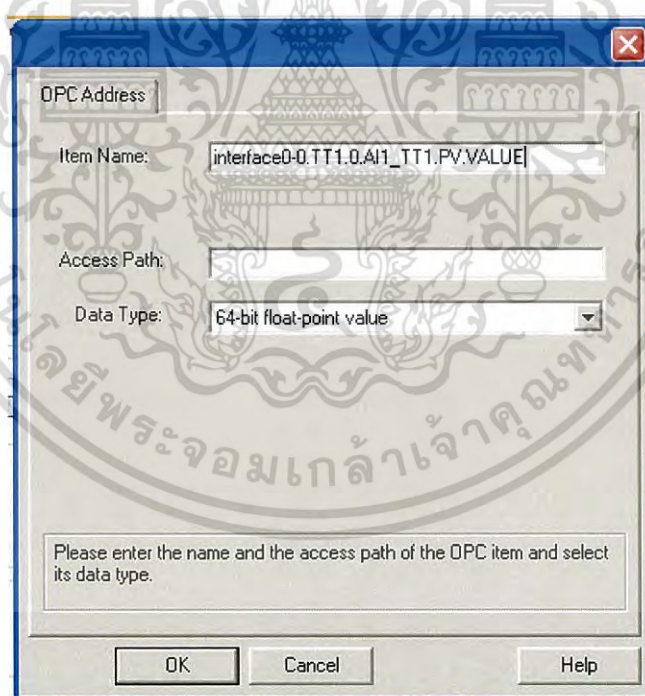 OPC Address
Item Name: interface0-0.TT1.0.AI1_TT1.PV.VALUE
Access Path:
Data Type: 64-bit float-point value
Please enter the name and the access path of the OPC item and select
its data type.
OK Cancel Help